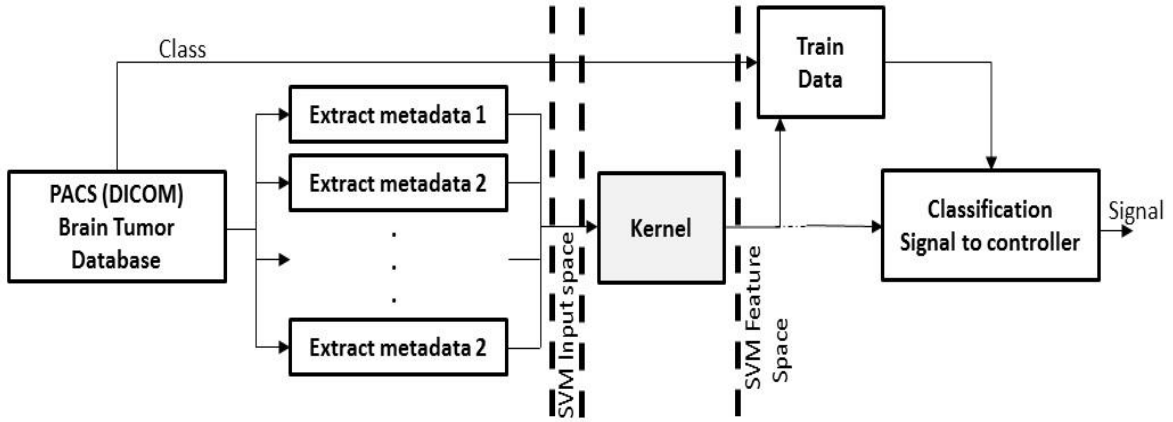 Class
Train
Data
Extract metadata 1
PACS (DICOM)
Brain Tumor
Database
Extract metadata 2
.
.
.
Extract metadata 2
SVM Input space
Kernel
SVM Feature
Space
Classification
Signal to controller
Signal